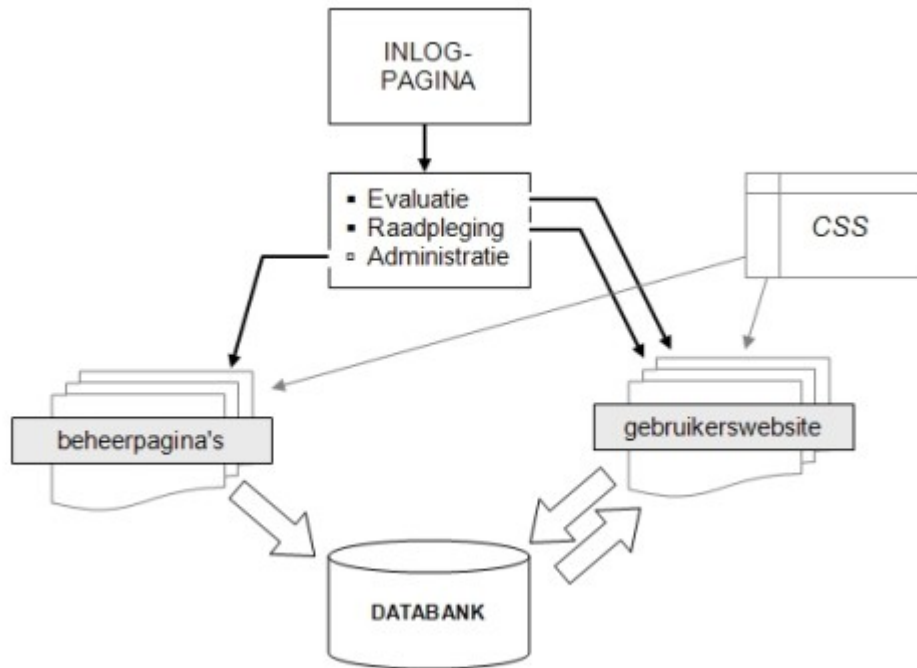 INLOG-
PAGINA
▪ Evaluatie
▪ Raadpleging
▫ Administratie
CSS
beheerpagina's
gebruikerswebsite
DATABANK